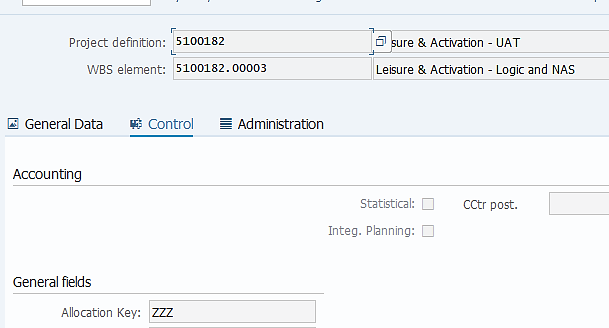 Project definition: 5100182 sure & Activation - UAT
WBS element: 5100182.00003 Leisure & Activation - Logic and NAS
General Data Control Administration
Accounting
Statistical: CCtr post.
Integ. Planning:
General fields
Allocation Key: ZZZ